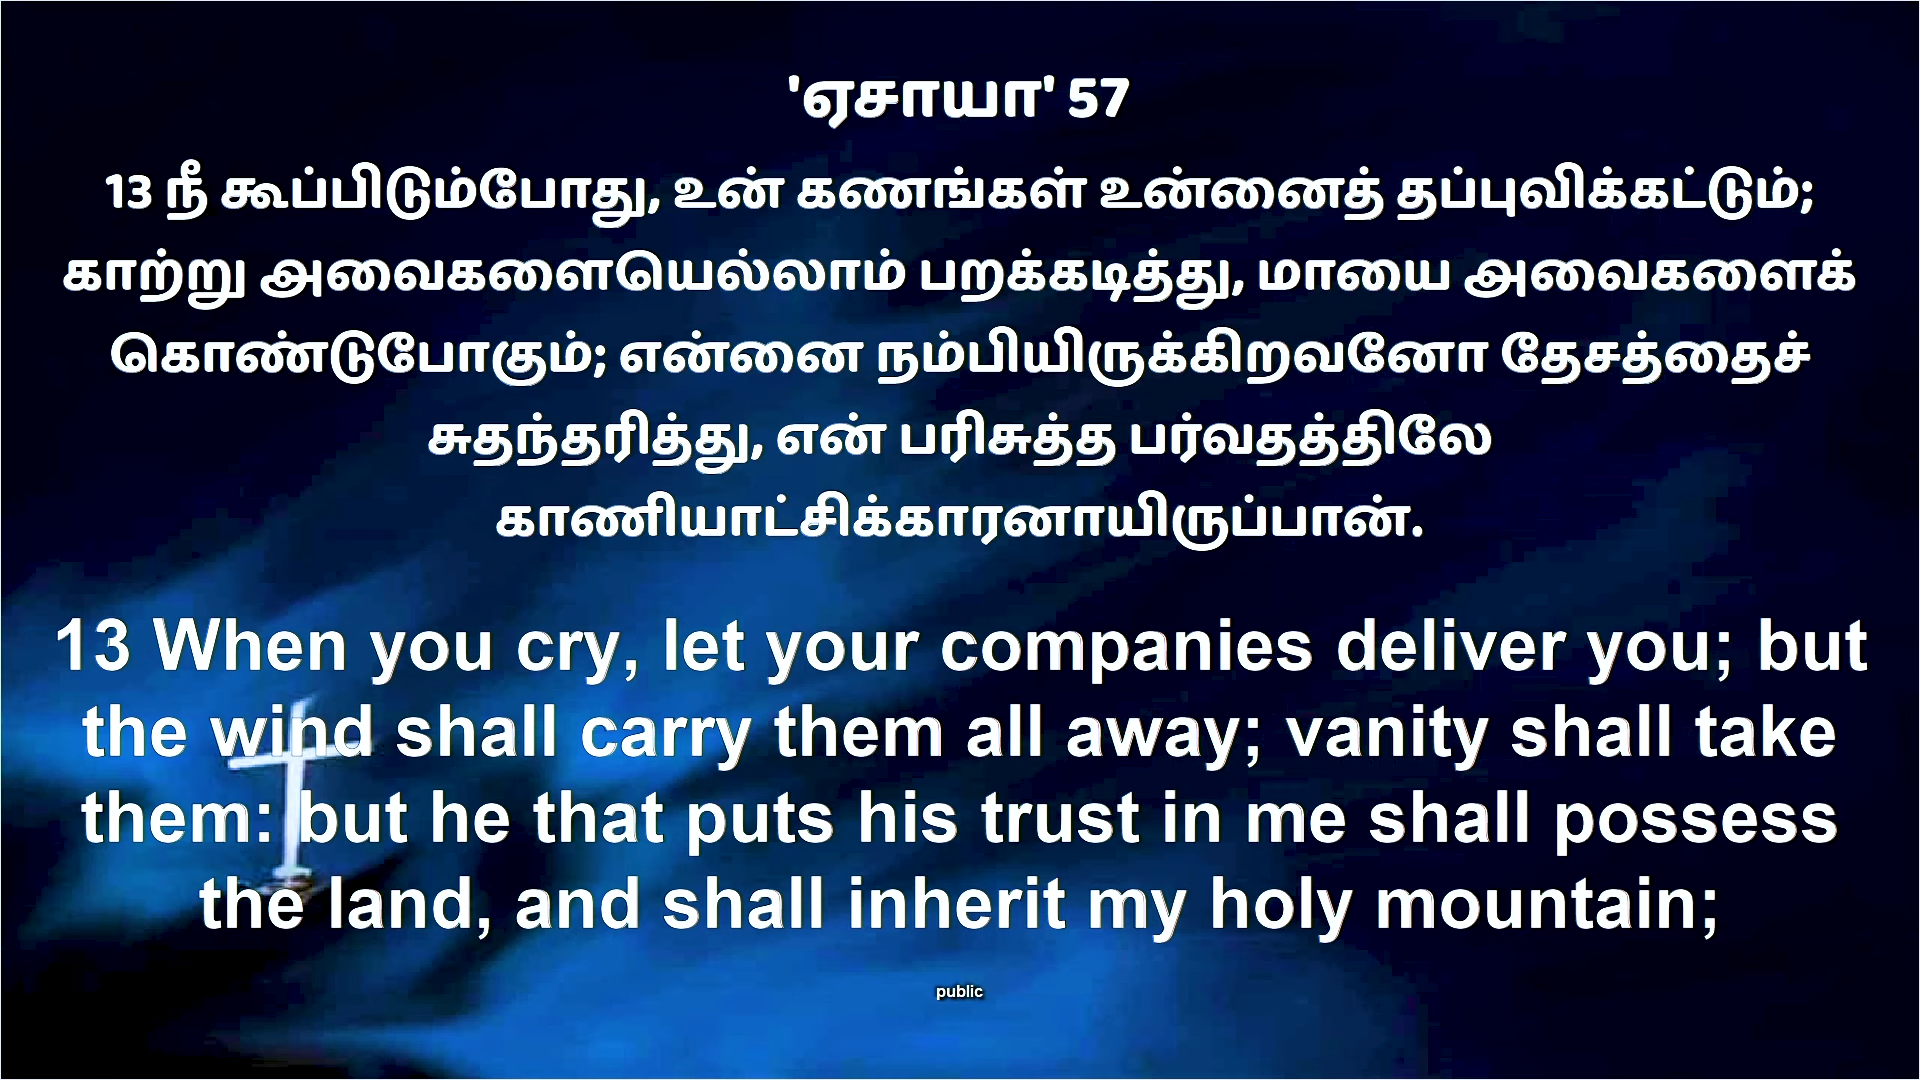 'ஏசாயா' 57
13 நீ கூப்பிடும்போது, உன் கணங்கள் உன்னைத் தப்புவிக்கட்டும்;
காற்று அவைகளையெல்லாம் பறக்கடித்து, மாயை அவைகளைக்
கொண்டுபோகும்; என்னை நம்பியிருக்கிறவனோ தேசத்தைச்
சுதந்தரித்து, என் பரிசுத்த பர்வதத்திலே
காணியாட்சிக்காரனாயிருப்பான்.
13 When you cry, let your companies deliver you; but
the wind shall carry them all away; vanity shall take
them: but he that puts his trust in me shall possess
the land, and shall inherit my holy mountain;
public